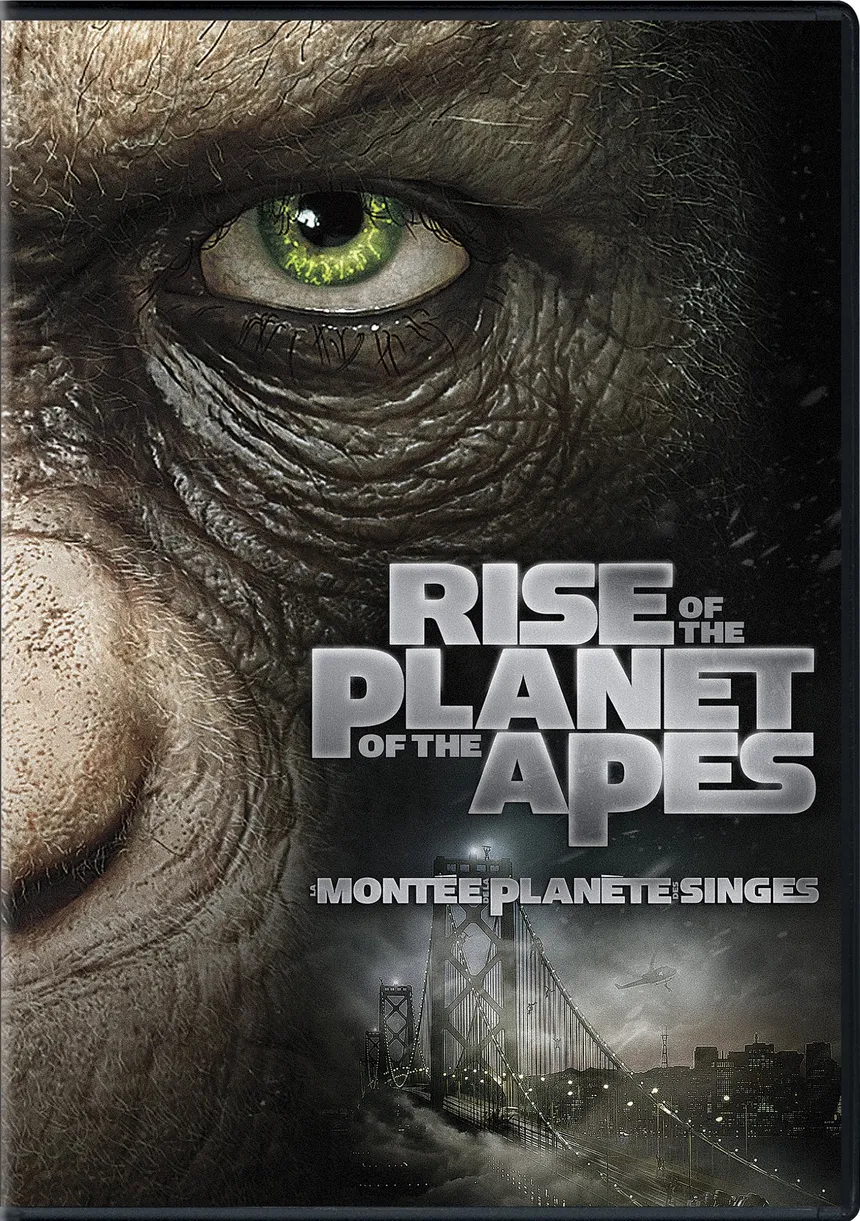 RISE OF THE
PLANET
OF THE APES
LA MONTÉE DE LA PLANÈTE DES SINGES